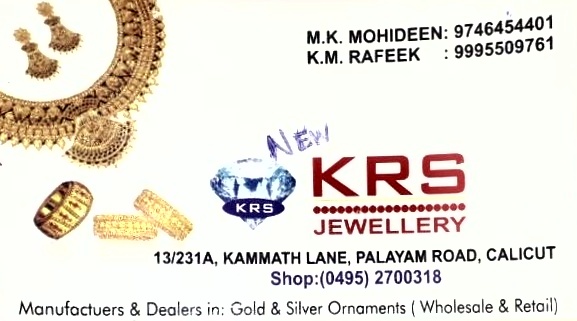 M.K. MOHIDEEN: 9746454401
K.M. RAFEEK : 9995509761
NEW
KRS
KRS
JEWELLERY
13/231A, KAMMATH LANE, PALAYAM ROAD, CALICUT
Shop:(0495) 2700318
Manufactuers & Dealers in: Gold & Silver Ornaments ( Wholesale & Retail)